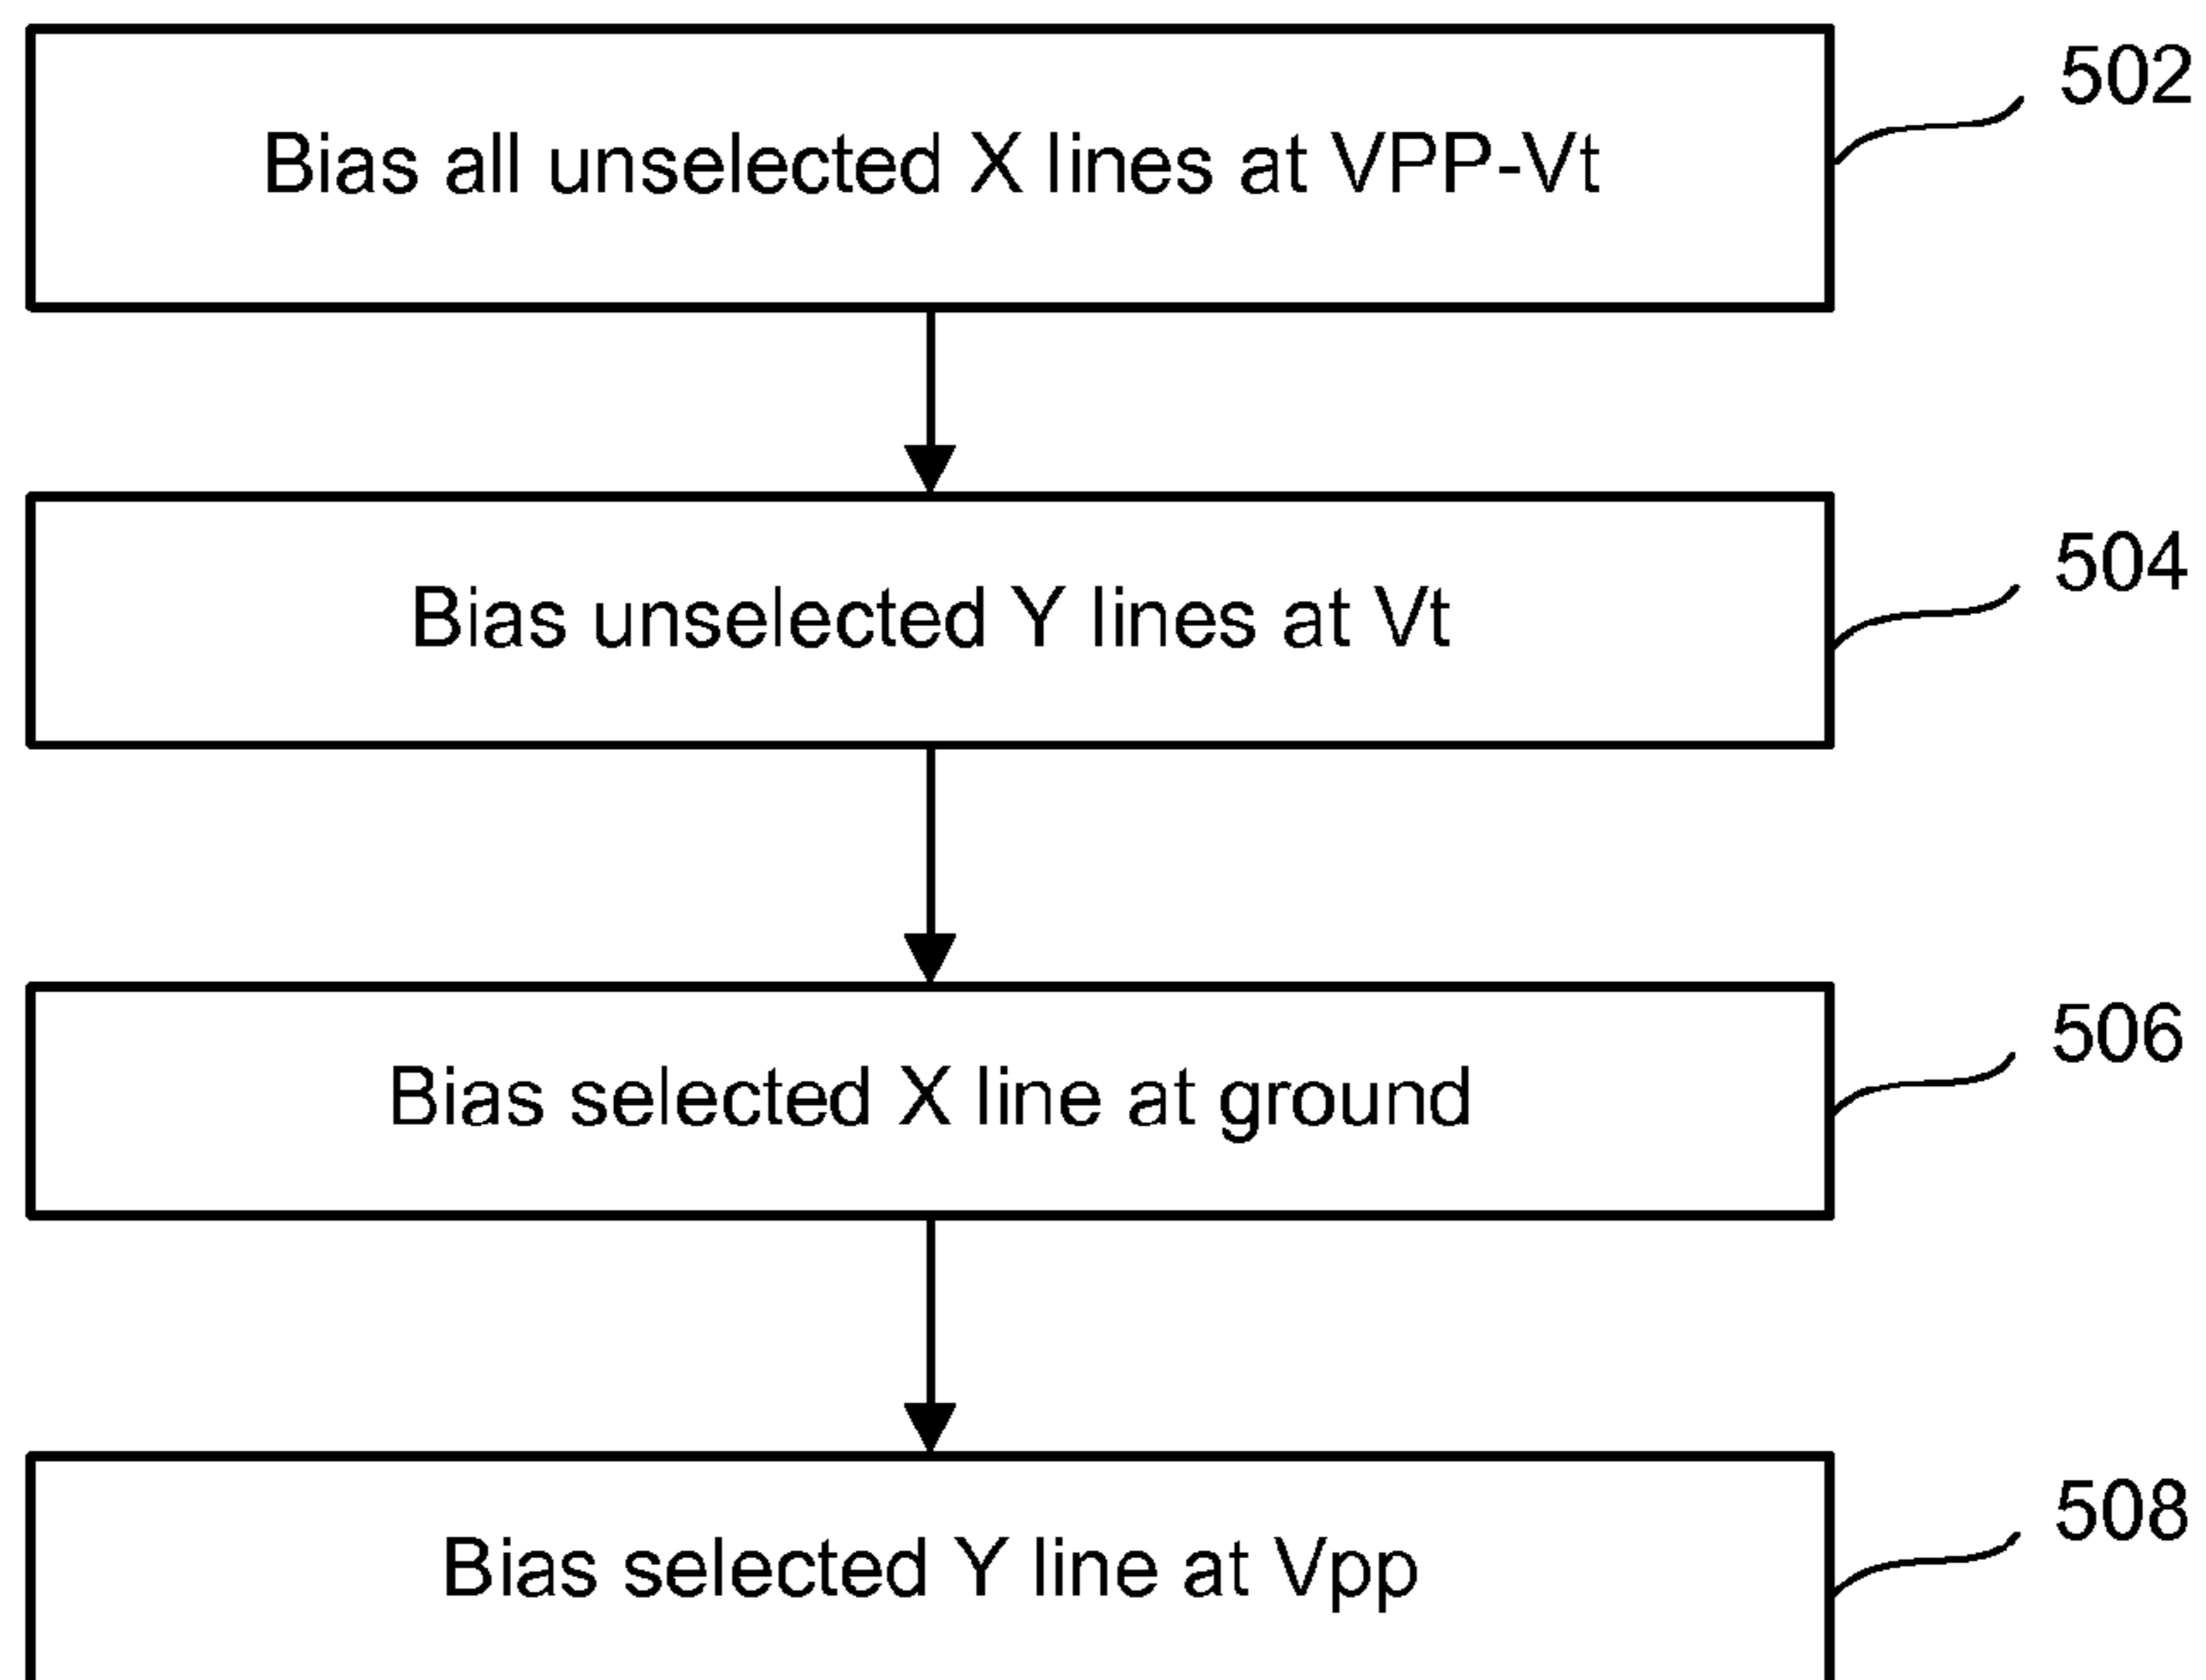 502
Bias all unselected X lines at VPP-Vt
504
Bias unselected Y lines at Vt
506
Bias selected X line at ground
508
Bias selected Y line at Vpp